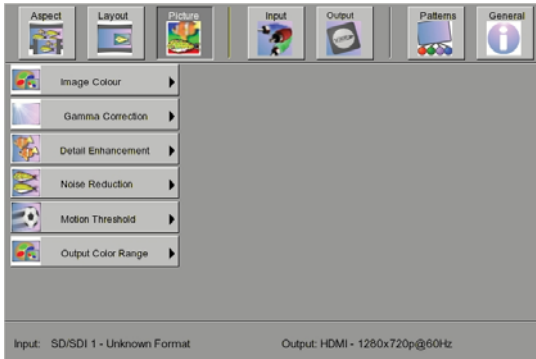 Aspect Layout Picture Input Output Patterns General
Image Colour
Gamma Correction
Detail Enhancement
Noise Reduction
Motion Threshold
Output Color Range
Input: SD/SDI 1 - Unknown Format Output: HDMI - 1280x720p@60Hz